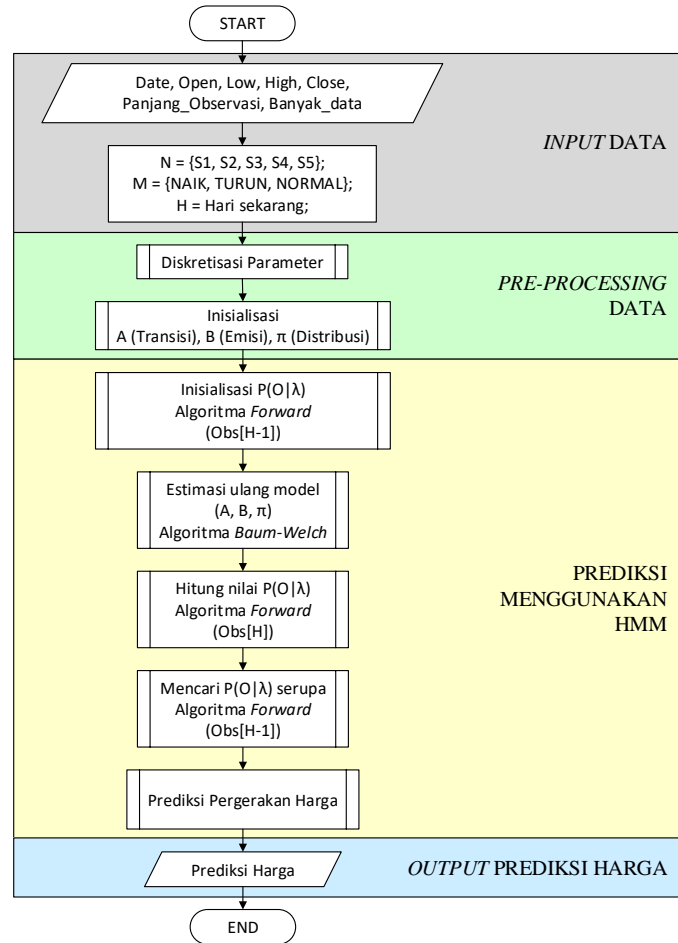 START
Date, Open, Low, High, Close,
Panjang_Observasi, Banyak_data
N = {S1, S2, S3, S4, S5};
M = {NAIK, TURUN, NORMAL};
H = Hari sekarang;
INPUT DATA
Diskretisasi Parameter
Inisialisasi
A (Transisi), B (Emisi), π (Distribusi)
PRE-PROCESSING
DATA
Inisialisasi P(O|λ)
Algoritma Forward
(Obs[H-1])
Estimasi ulang model
(A, B, π)
Algoritma Baum-Welch
Hitung nilai P(O|λ)
Algoritma Forward
(Obs[H])
Mencari P(O|λ) serupa
Algoritma Forward
(Obs[H-1])
Prediksi Pergerakan Harga
PREDIKSI
MENGGUNAKAN
HMM
Prediksi Harga
OUTPUT PREDIKSI HARGA
END